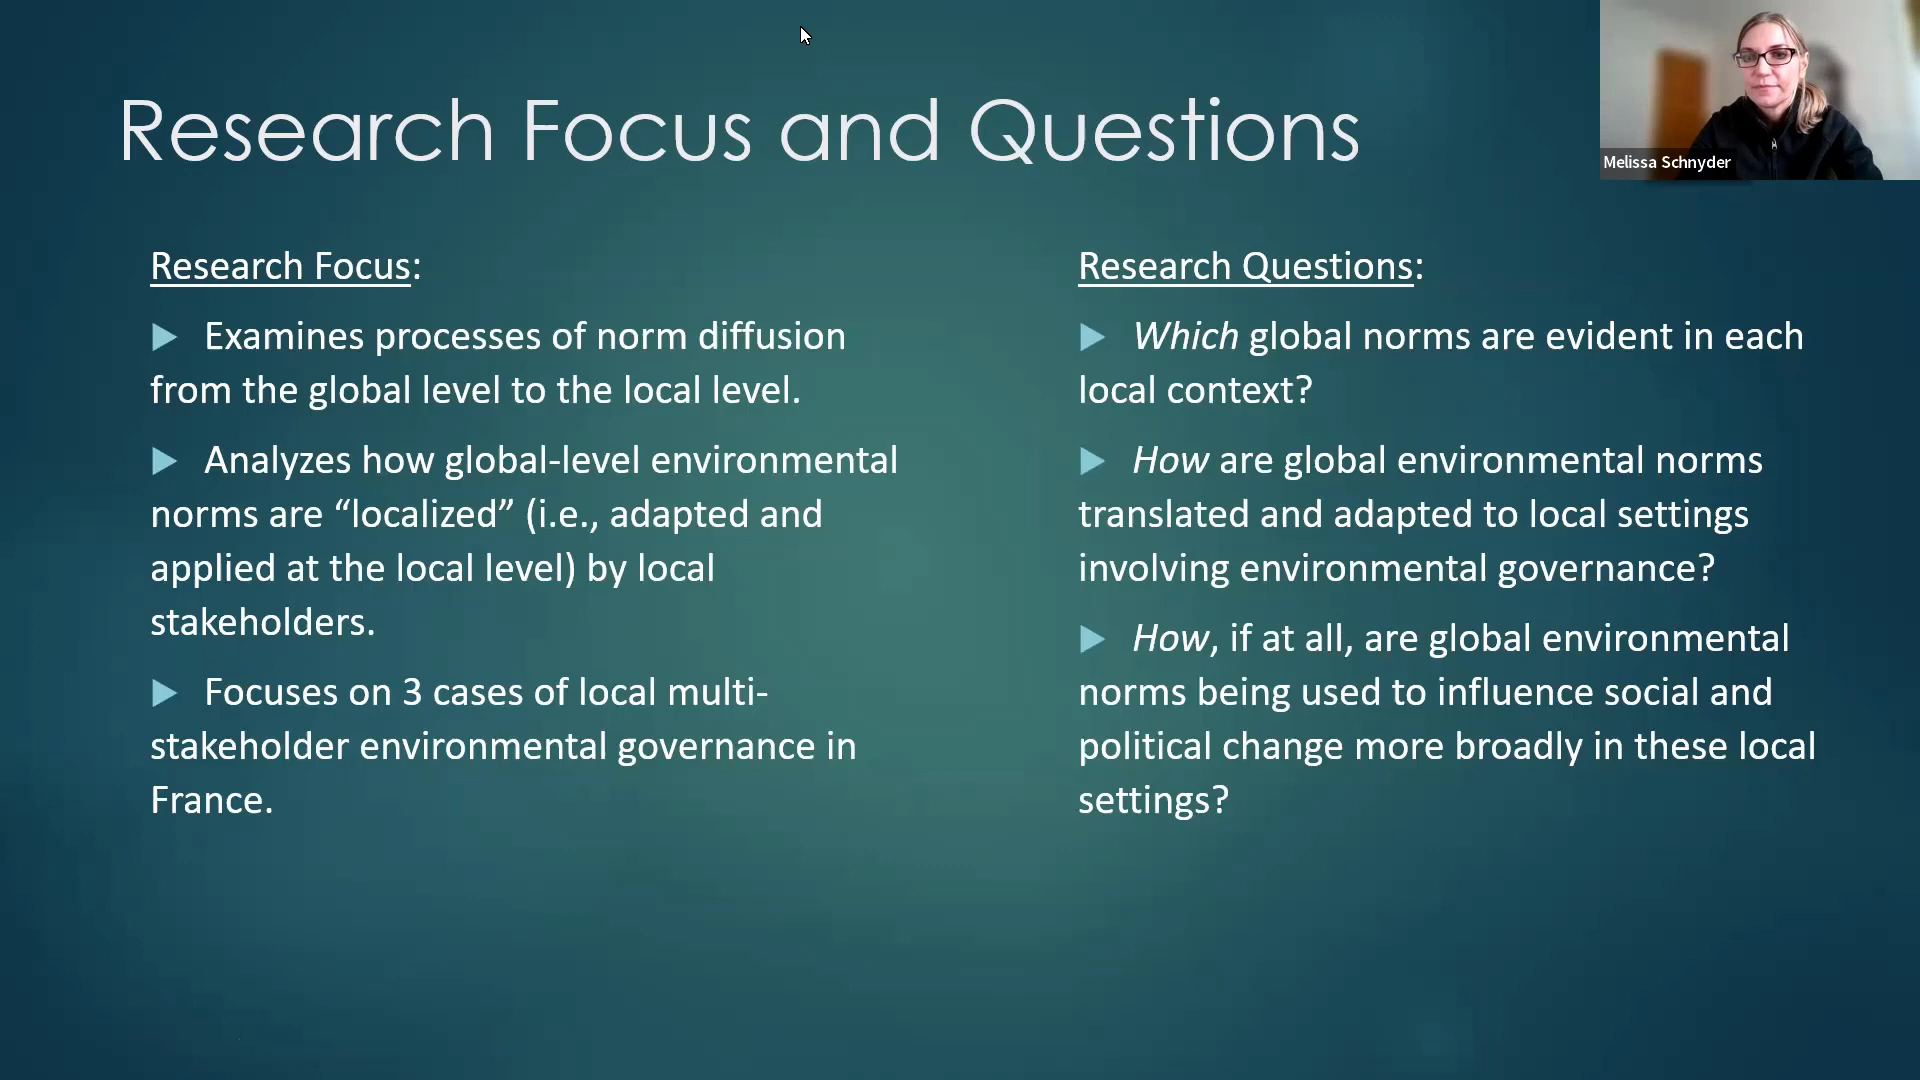 Research Focus and Questions
Melissa Schnyder
Research Focus:
Examines processes of norm diffusion
from the global level to the local level.
Analyzes how global-level environmental
norms are “localized” (i.e., adapted and
applied at the local level) by local
stakeholders.
Focuses on 3 cases of local multi-
stakeholder environmental governance in
France.
Research Questions:
Which global norms are evident in each
local context?
How are global environmental norms
translated and adapted to local settings
involving environmental governance?
How, if at all, are global environmental
norms being used to influence social and
political change more broadly in these local
settings?